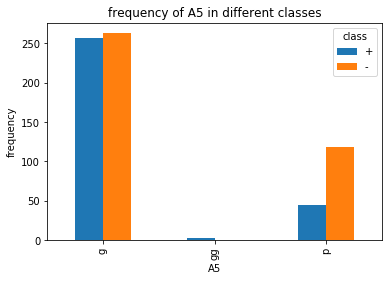 frequency of A5 in different classes
class
+
-
250
200
150
100
50
0
frequency
g
gg
p
A5